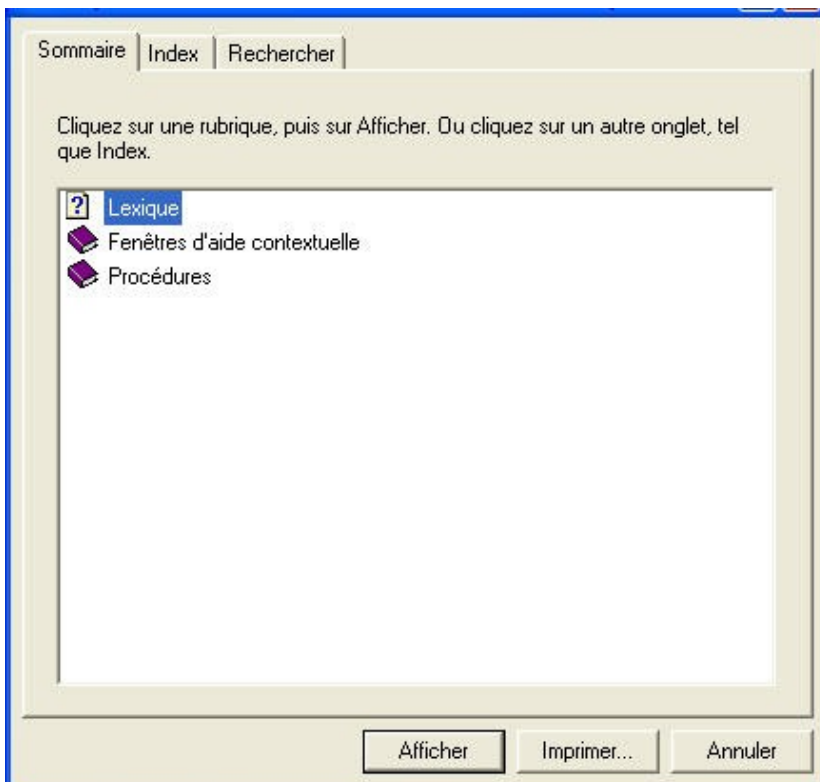 Sommaire Index Rechercher
Cliquez sur une rubrique, puis sur Afficher. Ou cliquez sur un autre onglet, tel
que Index.
Lexique
Fenêtres d'aide contextuelle
Procédures
Afficher Imprimer... Annuler